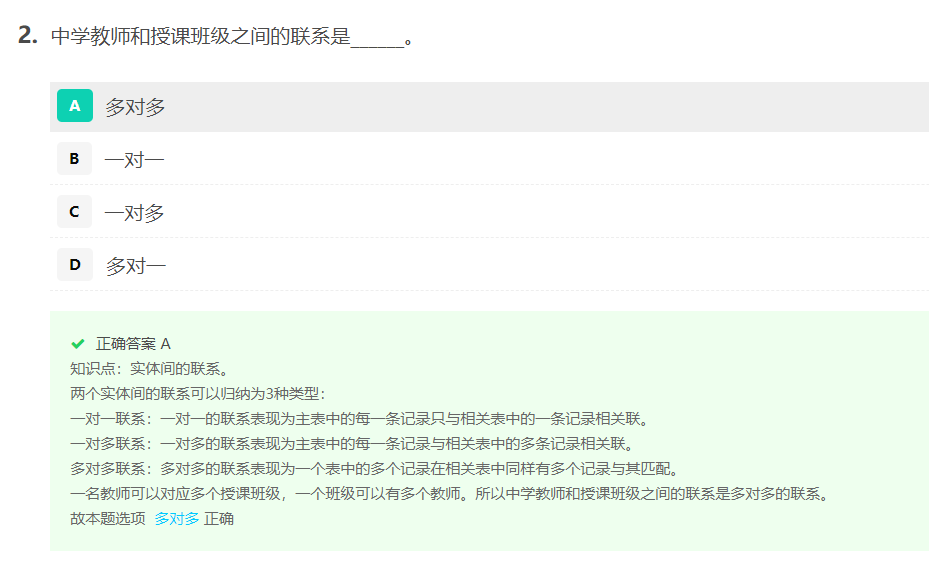 2. 中学教师和授课班级之间的联系是______。
A 多对多
B 一对一
C 一对多
D 多对一
正确答案 A
知识点：实体间的联系。
两个实体间的联系可以归纳为3种类型：
一对一联系：一对一的联系表现为主表中的每一条记录只与相关表中的一条记录相关联。
一对多联系：一对多的联系表现为主表中的每一条记录与相关表中的多条记录相关联。
多对多联系：多对多的联系表现为一个表中的多个记录在相关表中同样有多个记录与其匹配。
一名教师可以对应多个授课班级，一个班级可以有多个教师。所以中学教师和授课班级之间的联系是多对多的联系。
故本题选项 多对多 正确